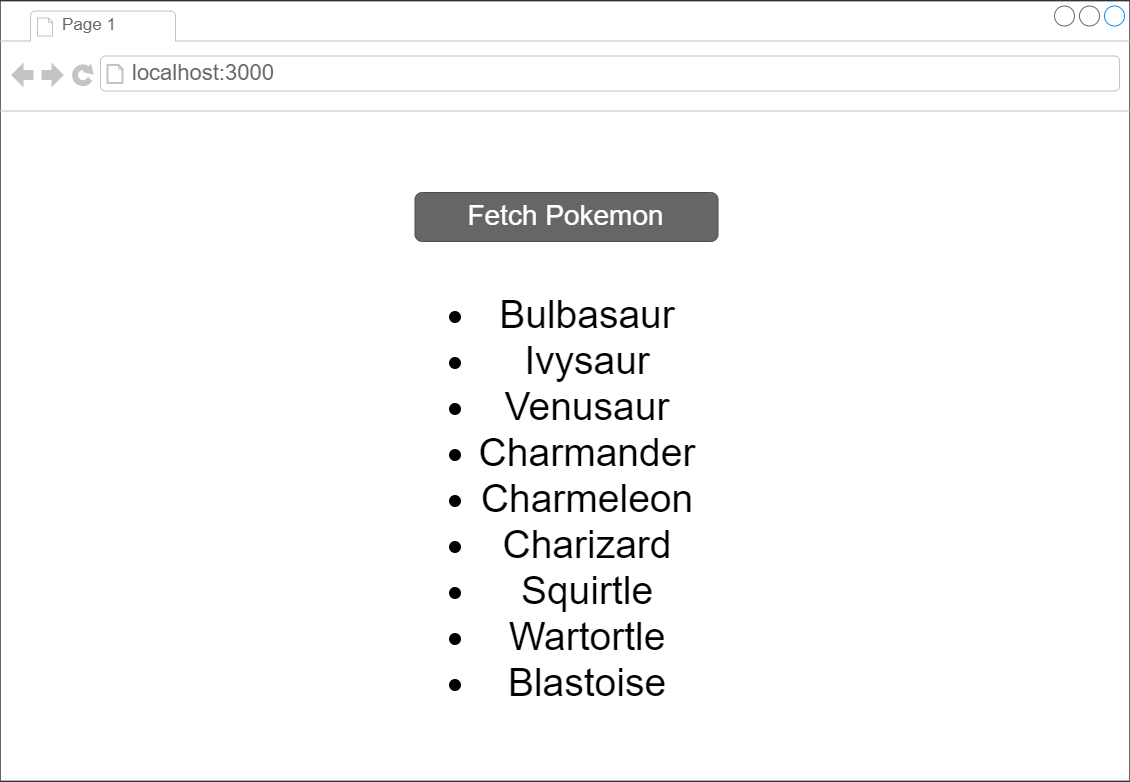 Page 1
localhost:3000
Fetch Pokemon
Bulbasaur
Ivysaur
Venusaur
Charmander
Charmeleon
Charizard
Squirtle
Wartortle
Blastoise